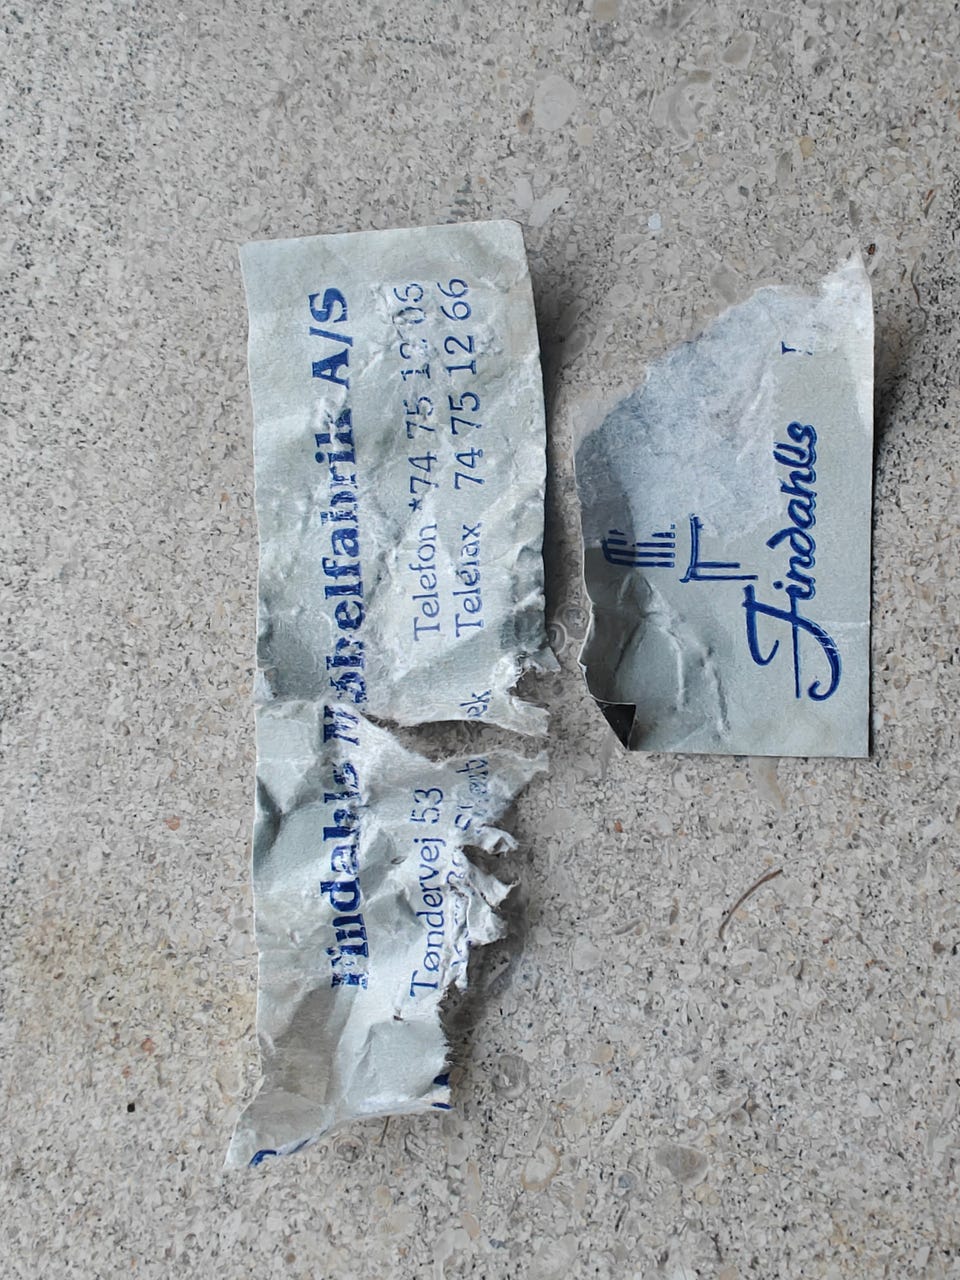 Findahls Møbelfabrik A/S
Tøndervej 53
Telefon *74 75 12 06
Telefax 74 75 12 66
Findahls